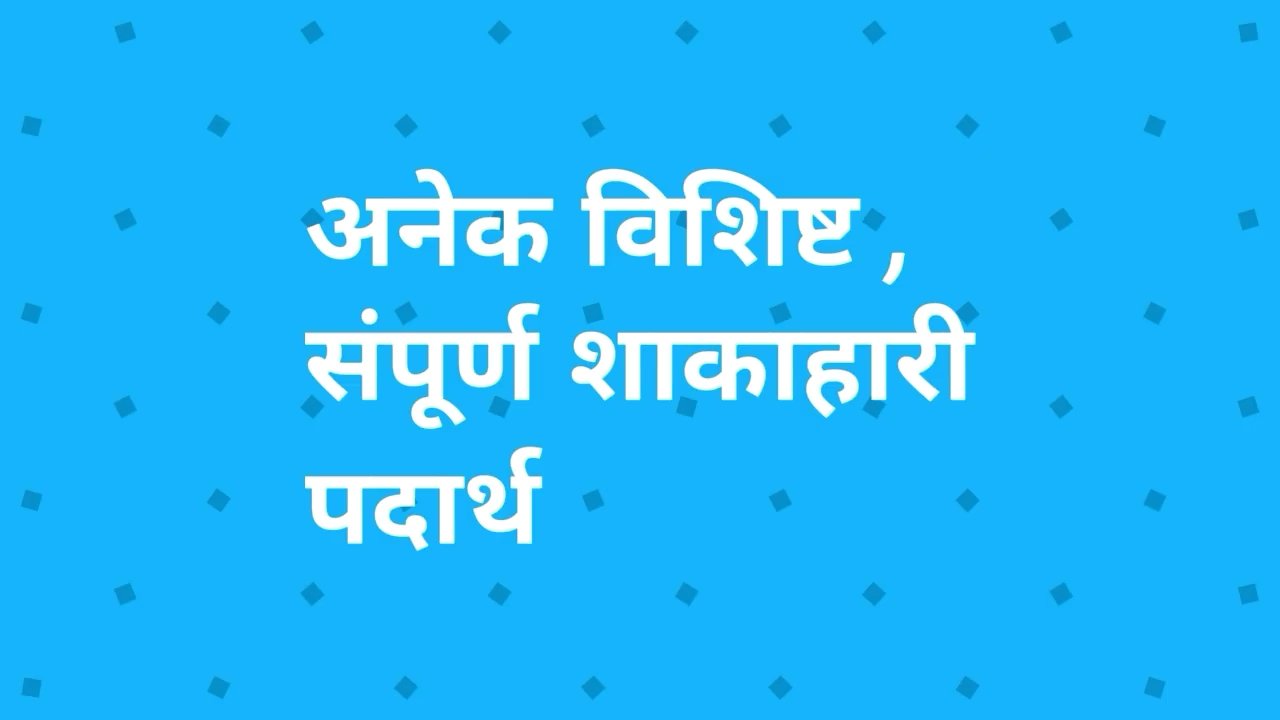 अनेक विशिष्ट ,
संपूर्ण शाकाहारी
पदार्थ